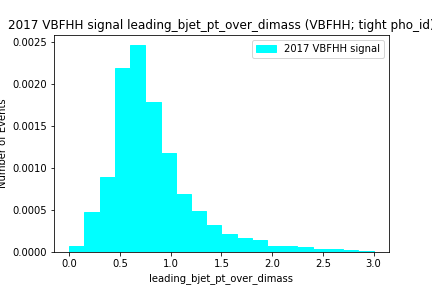 2017 VBFHH signal leading_bjet_pt_over_dimass (VBFHH; tight pho_id)
2017 VBFHH signal
Number of Events
0.0025
0.0020
0.0015
0.0010
0.0005
0.0000
0.0 0.5 1.0 1.5 2.0 2.5 3.0
leading_bjet_pt_over_dimass